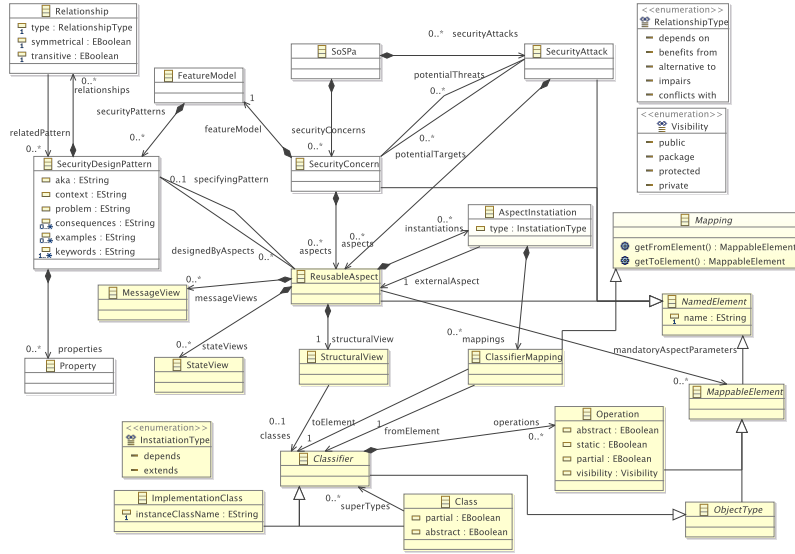 Relationship
type : RelationshipType
symmetrical : EBoolean
transitive : EBoolean
0..*
relationships
relatedPattern
0..*
FeatureModel
securityPatterns
0..*
1
featureModel
SoSPa
0..*
securityAttacks
SecurityAttack
potentialThreats
0..*
0..*
securityConcerns
0..*
SecurityConcern
potentialTargets
<<enumeration>>
RelationshipType
depends on
benefits from
alternative to
impairs
conflicts with
<<enumeration>>
Visibility
public
package
protected
private
SecurityDesignPattern
aka : EString
context : EString
problem : EString
consequences : EString
0..*
examples : EString
0..*
keywords : EString
1..*
0..1
specifyingPattern
designedByAspects
0..*
0..*
aspects
0..*
aspects
0..*
instantiations
AspectInstatiation
type : InstatiationType
1
externalAspect
Mapping
getFromElement() : MappableElement
getToElement() : MappableElement
ReusableAspect
MessageView
0..*
messageViews
0..*
stateViews
StateView
1
structuralView
StructuralView
0..*
mappings
ClassifierMapping
NamedElement
name : EString
mandatoryAspectParameters
0..*
MappableElement
0..*
properties
Property
0..1
classes
toElement
1
1
fromElement
operations
0..*
Operation
abstract : EBoolean
static : EBoolean
partial : EBoolean
visibility : Visibility
<<enumeration>>
InstatiationType
depends
extends
Classifier
0..*
superTypes
ImplementationClass
instanceClassName : EString
Class
partial : EBoolean
abstract : EBoolean
ObjectType